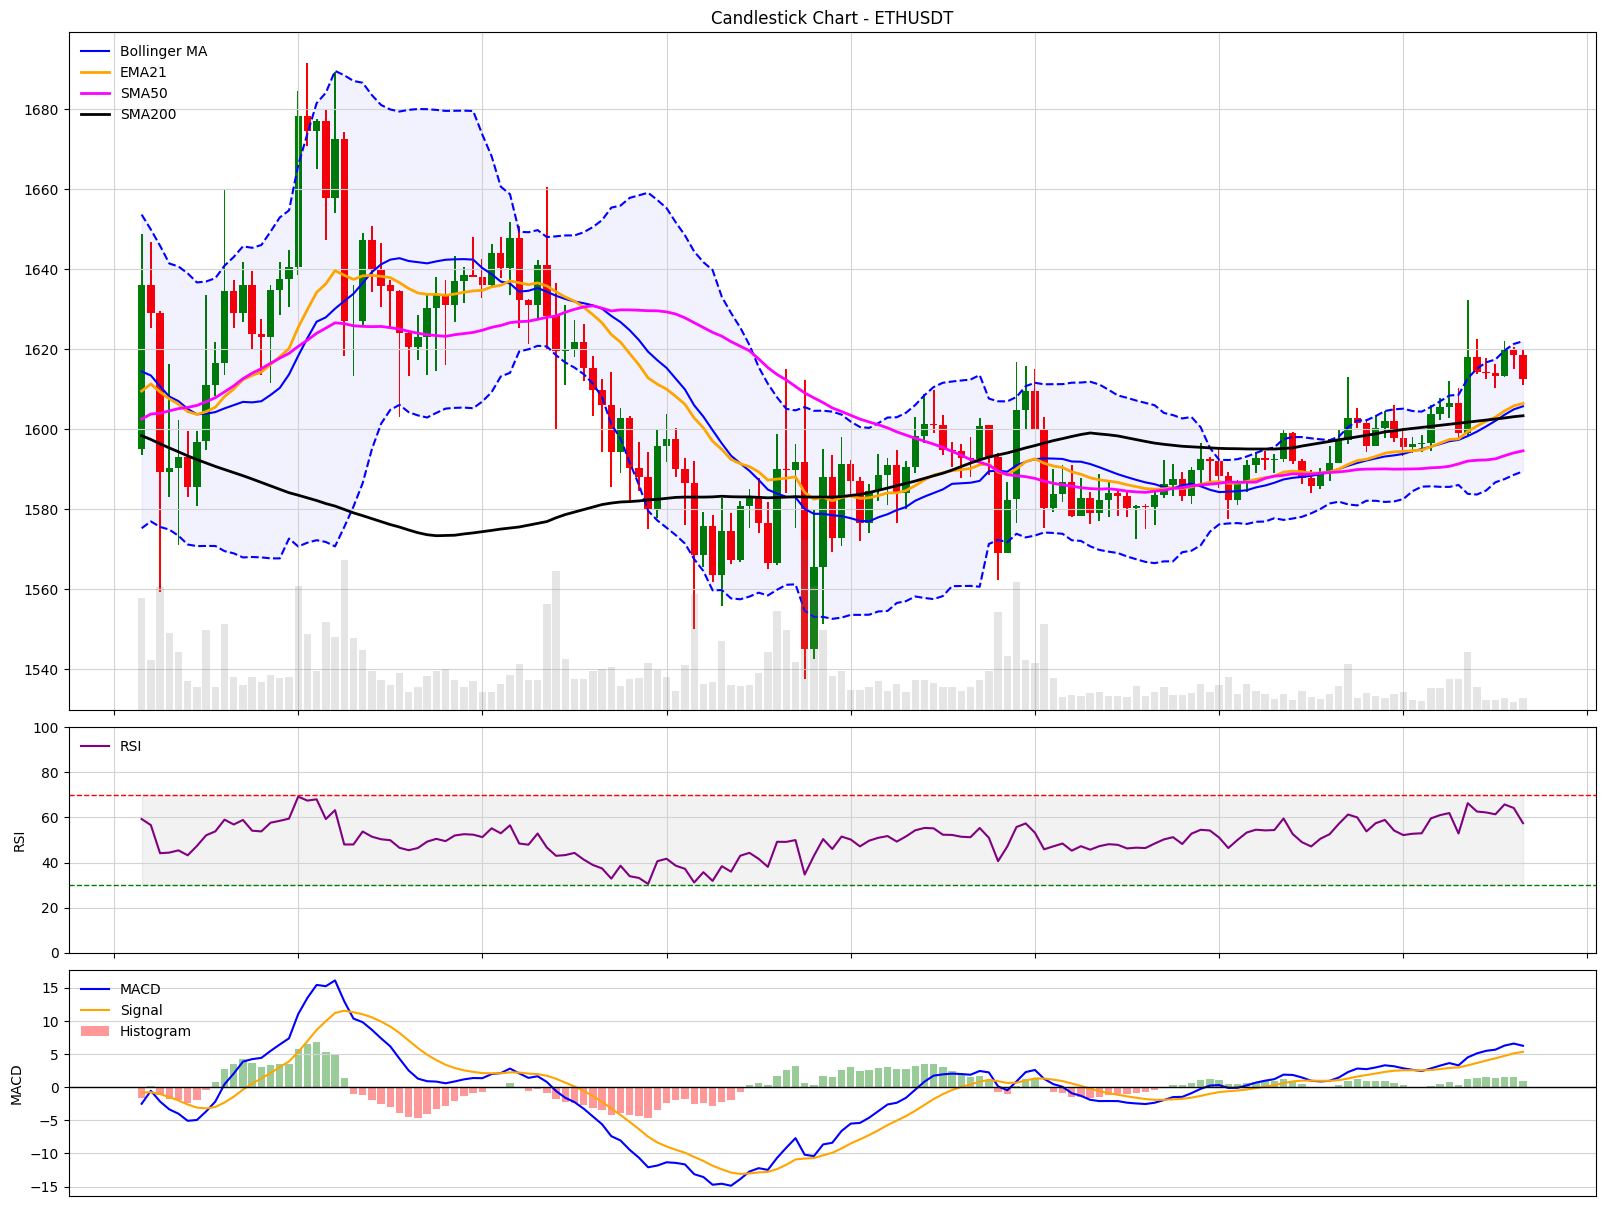 Candlestick Chart - ETHUSDT
Bollinger MA
EMA21
SMA50
SMA200
1680
1660
1640
1620
1600
1580
1560
1540
100
80
60
40
20
0
RSI
RSI
15
10
5
0
−5
−10
−15
MACD
MACD
Signal
Histogram